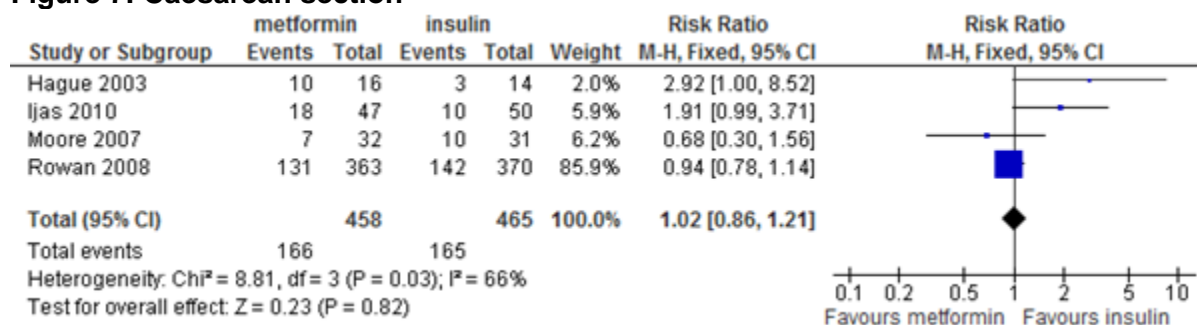 metformin insulin Risk Ratio Risk Ratio
Study or Subgroup Events Total Events Total Weight M-H, Fixed, 95% CI M-H, Fixed, 95% CI
Hague 2003 10 16 3 14 2.0% 2.92 [1.00, 8.52]
Ijas 2010 18 47 10 50 5.9% 1.91 [0.99, 3.71]
Moore 2007 7 32 10 31 6.2% 0.68 [0.30, 1.56]
Rowan 2008 131 363 142 370 85.9% 0.94 [0.78, 1.14]
Total (95% CI) 458 465 100.0% 1.02 [0.86, 1.21]
Total events 166 165
Heterogeneity: Chi² = 8.81, df = 3 (P = 0.03); I² = 66%
Test for overall effect: Z = 0.23 (P = 0.82)
0.1 0.2 0.5 1 2 5 10
Favours metformin Favours insulin